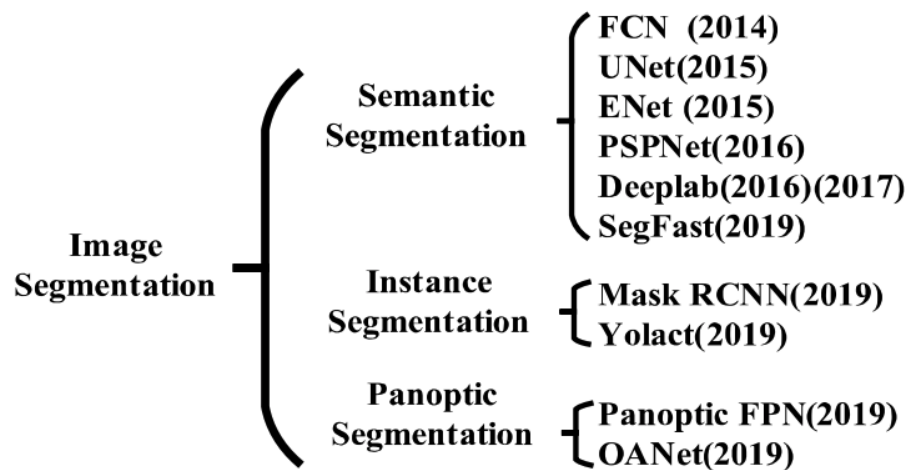 Image
Segmentation
Semantic
Segmentation
FCN (2014)
UNet(2015)
ENet (2015)
PSPNet(2016)
Deeplab(2016)(2017)
SegFast(2019)
Instance
Segmentation
Mask RCNN(2019)
Yolact(2019)
Panoptic
Segmentation
Panoptic FPN(2019)
OANet(2019)